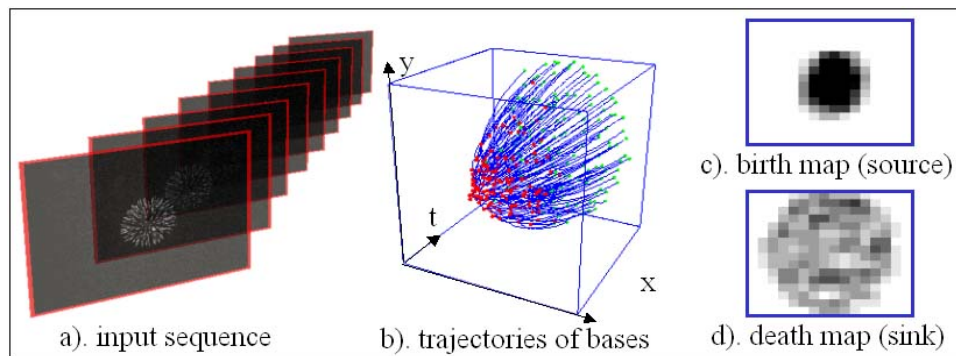 y
t
x
a). input sequence
b). trajectories of bases
c). birth map (source)
d). death map (sink)